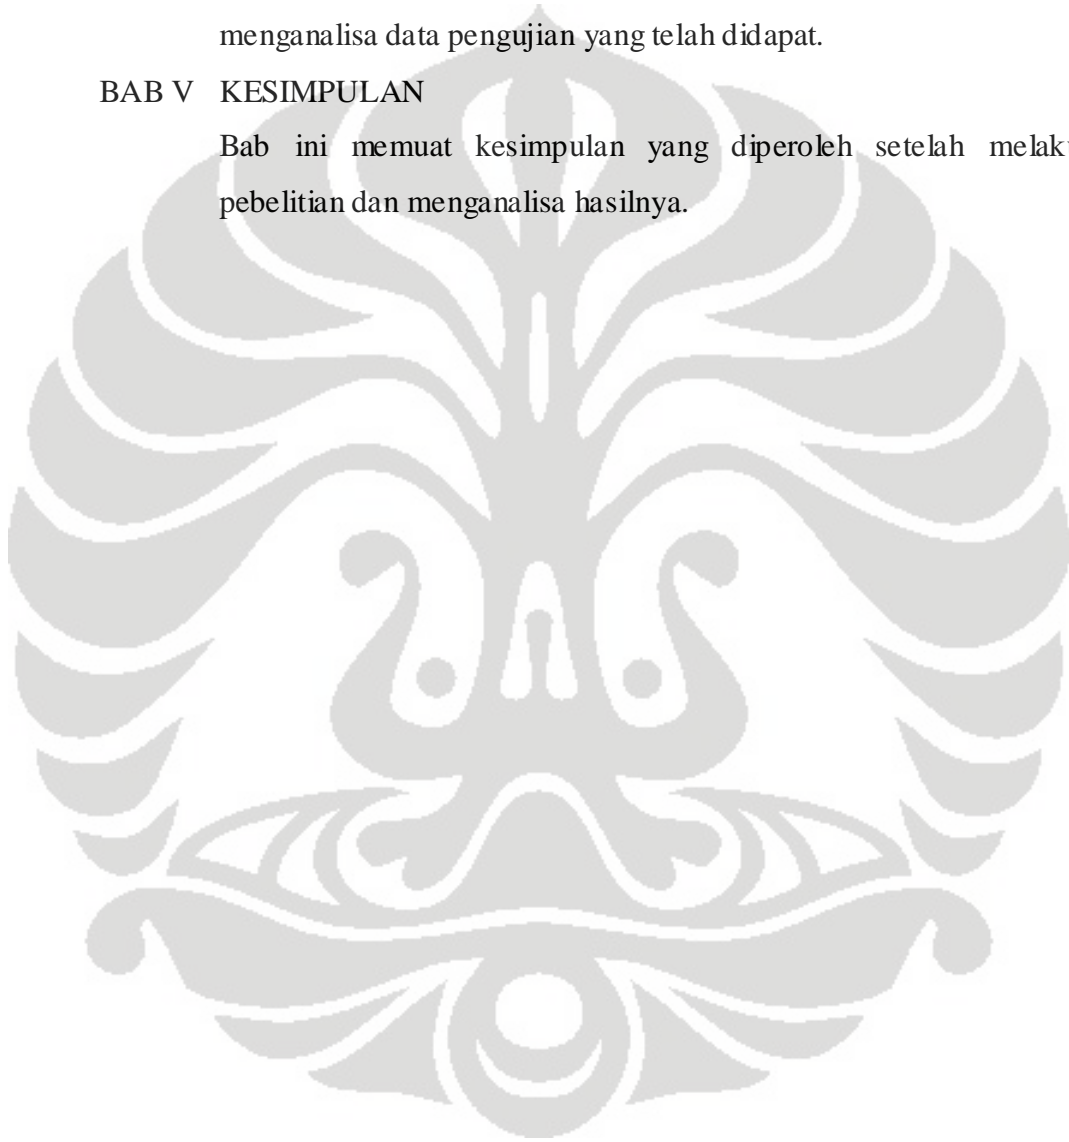 menganalisa data pengujian yang telah didapat.
BAB V KESIMPULAN
Bab ini memuat kesimpulan yang diperoleh setelah melak
pebelitian dan menganalisa hasilnya.